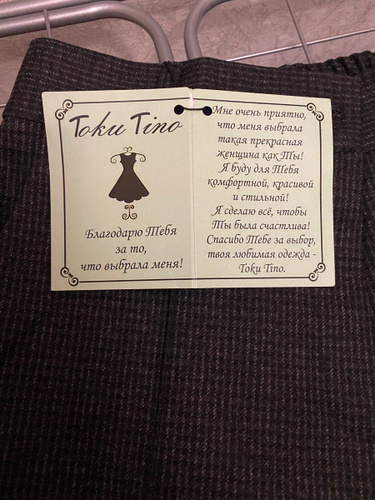 Toku Tino
Благодарю Тебя
за то,
что выбрала меня!
Мне очень приятно,
что меня выбрала
такая прекрасная
женщина как Ты!
Я буду для Тебя
комфортной, красивой
и стильной!
Я сделаю всё, чтобы
Ты была счастлива!
Спасибо Тебе за выбор,
твоя любимая одежда -
Toku Tino.